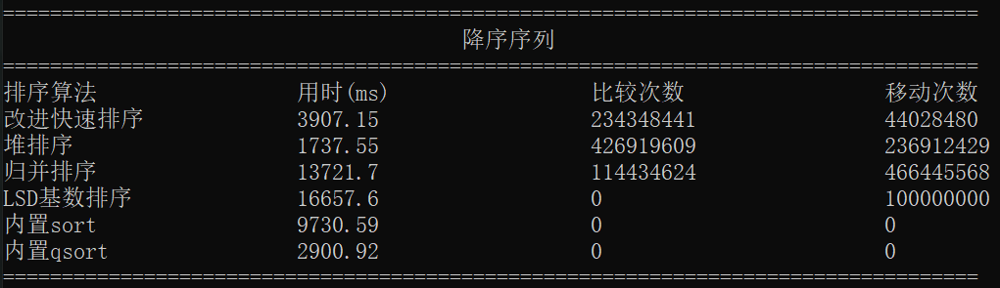 ================================================================================
降序序列
================================================================================
排序算法 用时(ms) 比较次数 移动次数
改进快速排序 3907.15 234348441 44028480
堆排序 1737.55 426919609 236912429
归并排序 13721.7 114434624 466445568
LSD基数排序 16657.6 0 100000000
内置sort 9730.59 0 0
内置qsort 2900.92 0 0
================================================================================